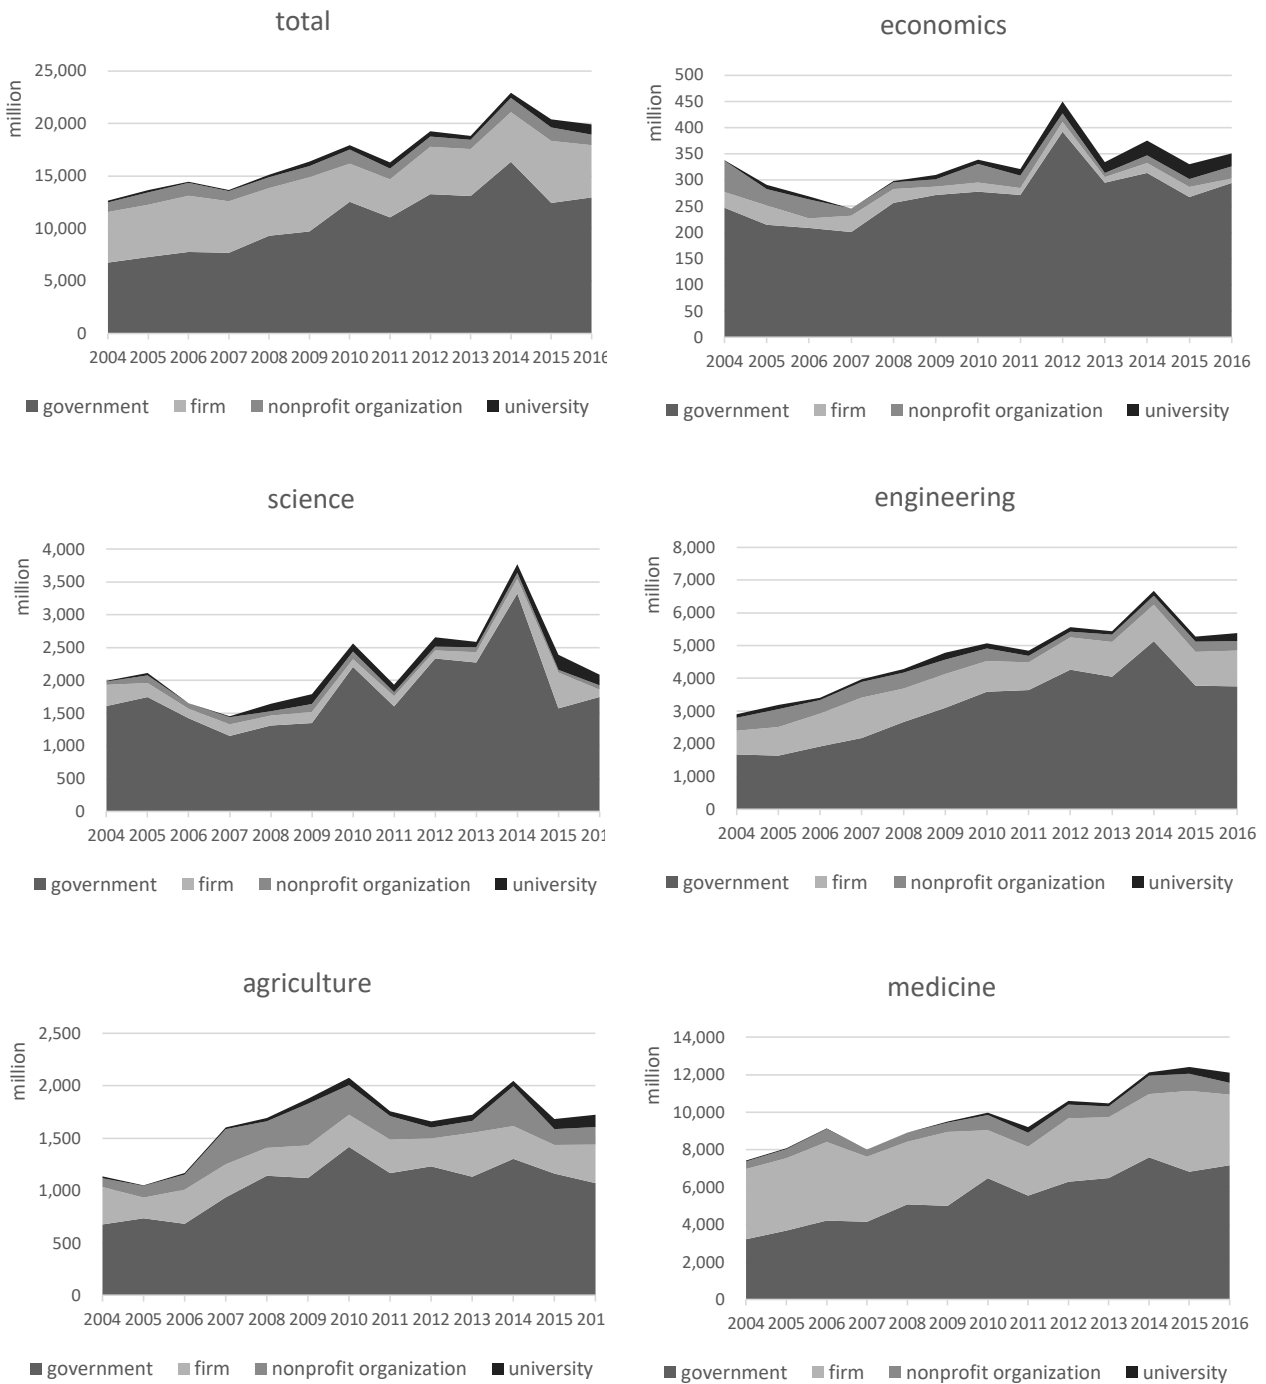 total
million
25,000
20,000
15,000
10,000
5,000
0
2004 2005 2006 2007 2008 2009 2010 2011 2012 2013 2014 2015 2016
government firm nonprofit organization university
economics
million
500
450
400
350
300
250
200
150
100
50
0
2004 2005 2006 2007 2008 2009 2010 2011 2012 2013 2014 2015 2016
government firm nonprofit organization university
science
million
4,000
3,500
3,000
2,500
2,000
1,500
1,000
500
0
2004 2005 2006 2007 2008 2009 2010 2011 2012 2013 2014 2015 201
government firm nonprofit organization university
engineering
million
8,000
7,000
6,000
5,000
4,000
3,000
2,000
1,000
0
2004 2005 2006 2007 2008 2009 2010 2011 2012 2013 2014 2015 2016
government firm nonprofit organization university
agriculture
million
2,500
2,000
1,500
1,000
500
0
2004 2005 2006 2007 2008 2009 2010 2011 2012 2013 2014 2015 201
government firm nonprofit organization university
medicine
million
14,000
12,000
10,000
8,000
6,000
4,000
2,000
0
2004 2005 2006 2007 2008 2009 2010 2011 2012 2013 2014 2015 2016
government firm nonprofit organization university